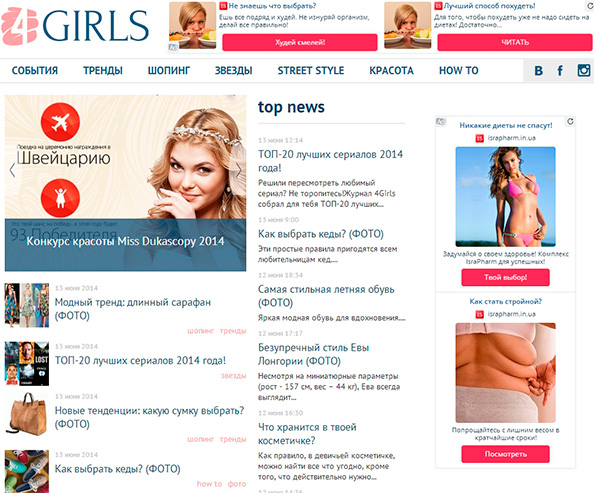 4GIRLS
Не знаешь что выбрать?
Ешь все подряд и худей. Не изнуряй организм,
делай все правильно!
Худей смелей!
Лучший способ похудеть!
Для того, чтобы похудеть уже не надо сидеть на
диетах! Достаточно...
ЧИТАТЬ
СОБЫТИЯ ТРЕНДЫ ШОПИНГ ЗВЕЗДЫ STREET STYLE КРАСОТА HOW TO
Поездка на церемонию награждения в
Швейцарию
93 Победителя
Конкурс красоты Miss Dukascopy 2014
13 июня 2014
Модный тренд: длинный сарафан
(ФОТО)
шопинг тренды
13 июня 2014
ТОП-20 лучших сериалов 2014 года!
звезды
LOST
13 июня 2014
Новые тенденции: какую сумку выбрать?
(ФОТО)
шопинг тренды
13 июня 2014
Как выбрать кеды? (ФОТО)
how to фото
top news
13 июня 12:14
ТОП-20 лучших сериалов 2014
года!
Решили пересмотреть любимый
сериал? Не торопитесь!Журнал 4Girls
собрал для тебя ТОП-20 лучших...
13 июня 9:00
Как выбрать кеды? (ФОТО)
Эти простые правила пригодятся всем
любительницам кед....
12 июня 18:34
Самая стильная летняя обувь
(ФОТО)
Яркая модная обувь для вдохновения....
12 июня 17:17
Безупречный стиль Евы
Лонгории (ФОТО)
Несмотря на миниатюрные параметры
(рост - 157 см, вес – 44 кг), Ева всегда
выглядит...
12 июня 16:30
Что хранится в твоей
косметичке?
Как правило, в девичьей косметичке,
можно найти все что угодно, кроме
того, что действительно нужно...
Никакие диеты не спасут!
israpharm.in.ua
Задумайся о своем здоровье! Комплекс
IsraPharm для успешных!
Твой выбор!
Как стать стройной?
israpharm.in.ua
Попрощайтесь с лишним весом в
кратчайшие сроки!
Посмотреть